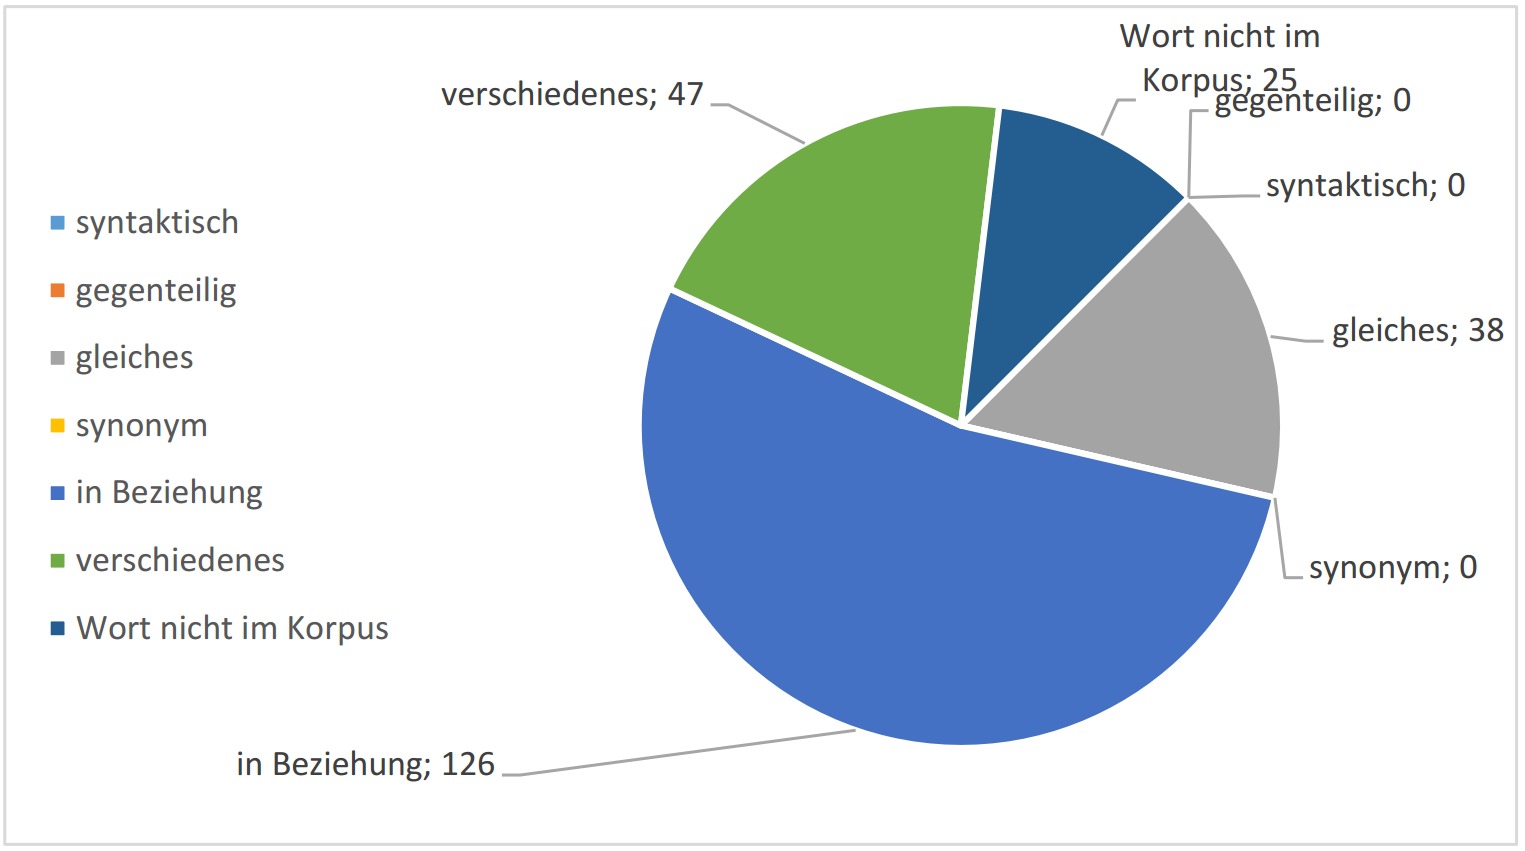 syntaktisch
gegenteilig
gleiches
synonym
in Beziehung
verschiedenes
Wort nicht im Korpus
verschiedenes; 47
Wort nicht im
Korpus; 25
gegenteilig; 0
syntaktisch; 0
gleiches; 38
synonym; 0
in Beziehung; 126